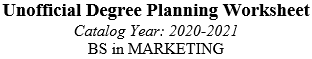 Unofficial Degree Planning Worksheet
Catalog Year: 2020-2021
BS in MARKETING